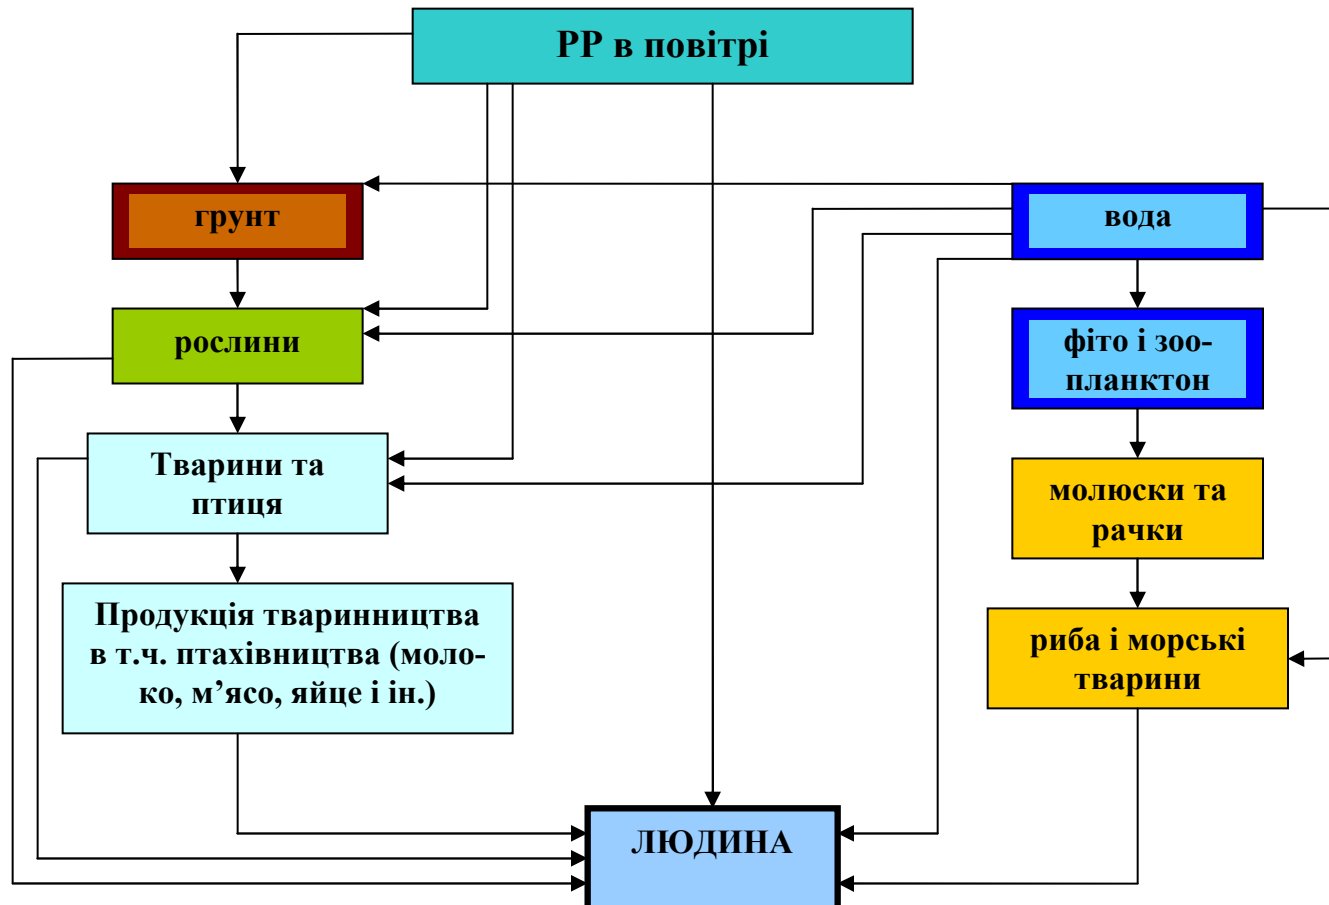 РР в повітрі
грунт
вода
рослини
фіто і зоо-
планктон
Тварини та
птиця
молюски та
рачки
Продукція тваринництва
в т.ч. птахівництва (моло-
ко, м’ясо, яйце і ін.)
риба і морські
тварини
ЛЮДИНА